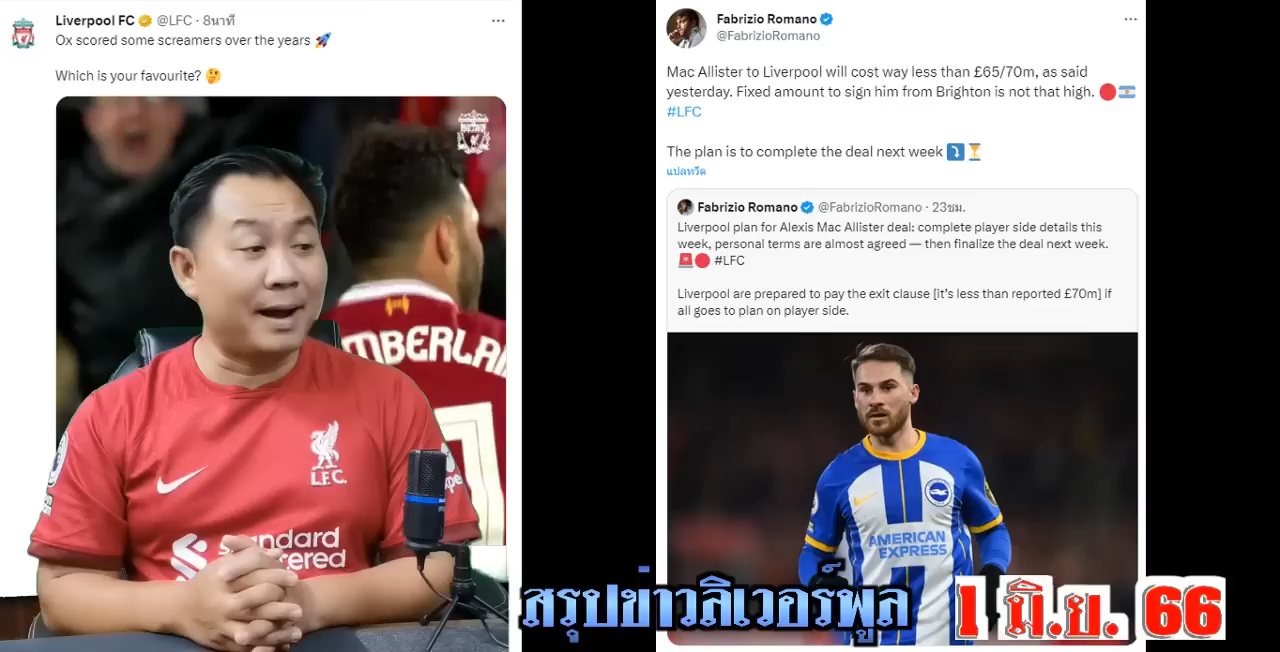 Liverpool FC @LFC · 8นาที
Ox scored some screamers over the years 🚀
Which is your favourite? 🤔
MBERLAI
L.F.C.
standard
Fabrizio Romano
@FabrizioRomano
Mac Allister to Liverpool will cost way less than £65/70m, as said
yesterday. Fixed amount to sign him from Brighton is not that high. 🔴🇦🇷
#LFC
The plan is to complete the deal next week ⤵️⏳
แปลทวีต
Fabrizio Romano @FabrizioRomano · 23ชม.
Liverpool plan for Alexis Mac Allister deal: complete player side details this
week, personal terms are almost agreed — then finalize the deal next week.
🚨🔴 #LFC
Liverpool are prepared to pay the exit clause [it’s less than reported £70m] if
all goes to plan on player side.
AMERICAN
EXPRESS
สรุปข่าวลิเวอร์พูล 1 มิ.ย. 66